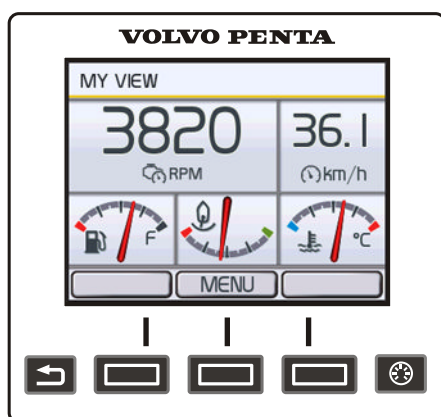 VOLVO PENTA
MY VIEW
3820
36.1
RPM
km/h
F
°C
MENU